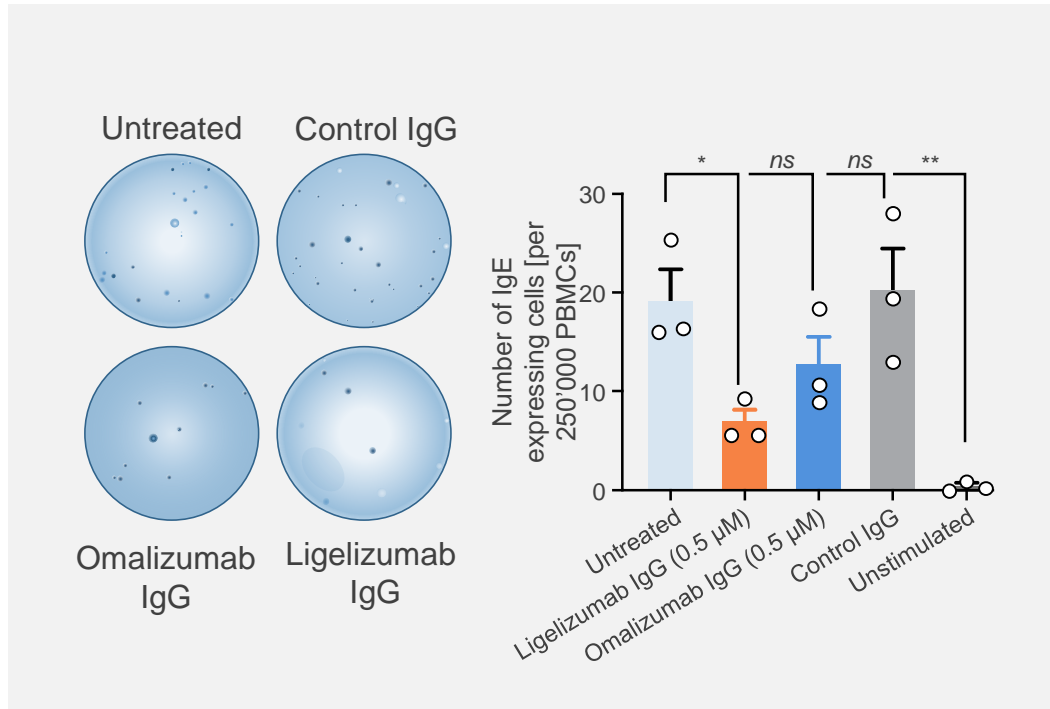 Untreated
Control IgG
Omalizumab
IgG
Ligelizumab
IgG
Number of IgE
expressing cells [per
250’000 PBMCs]
30
20
10
0
*
ns
ns
**
Untreated
Ligelizumab IgG (0.5 µM)
Omalizumab IgG (0.5 µM)
Control IgG
Unstimulated